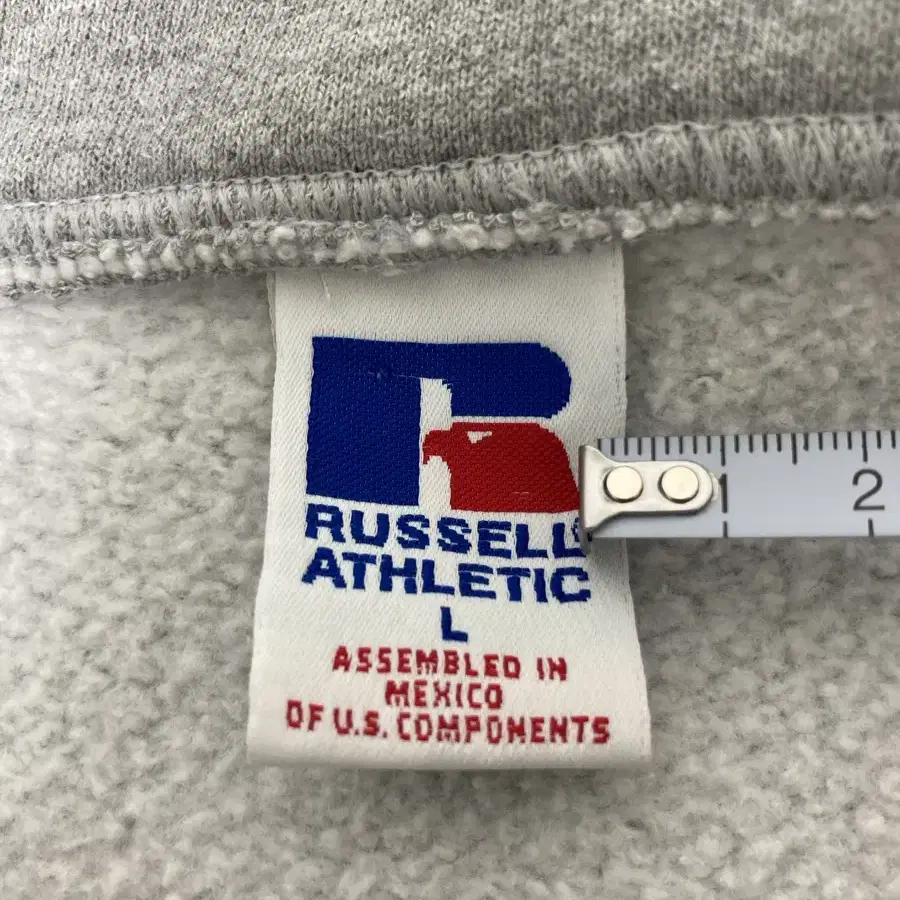 RUSSELL
ATHLETIC
L
ASSEMBLED IN
MEXICO
OF U.S. COMPONENTS
1
2